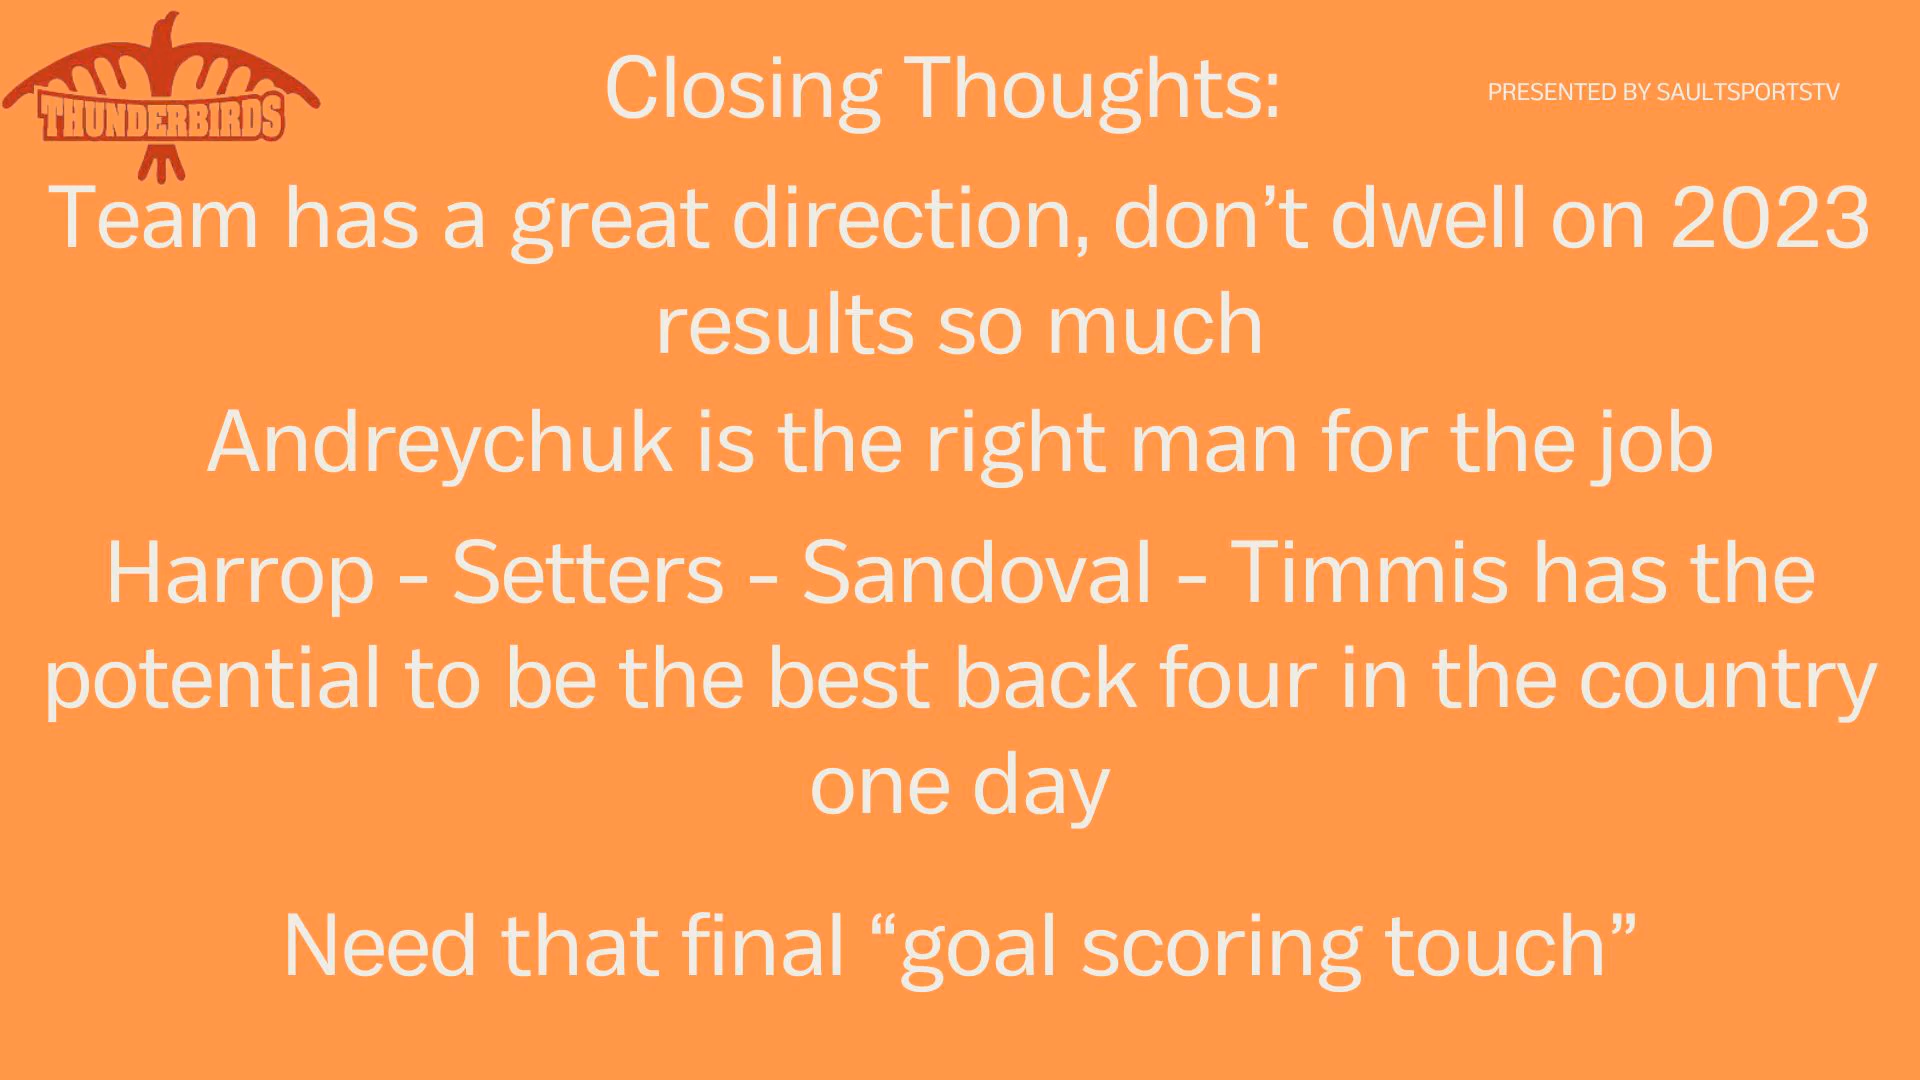 THUNDERBIRDS
Closing Thoughts:
PRESENTED BY SAULTSPORTSTV
Team has a great direction, don’t dwell on 2023
results so much
Andreychuk is the right man for the job
Harrop - Setters - Sandoval - Timmis has the
potential to be the best back four in the country
one day
Need that final “goal scoring touch”